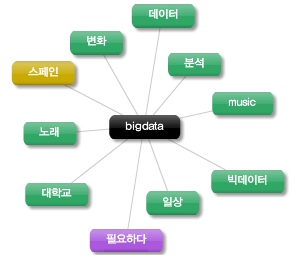 데이터
변화
분석
스페인
music
bigdata
노래
빅데이터
대학교
일상
필요하다